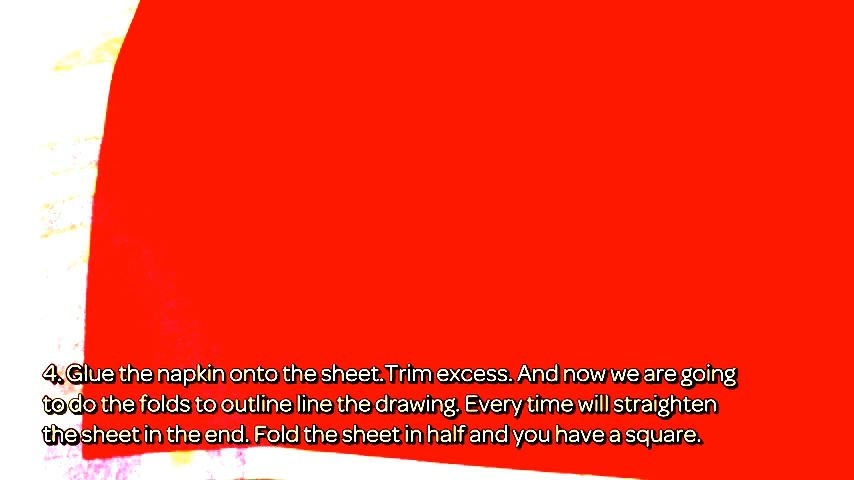 4. Glue the napkin onto the sheet.Trim excess. And now we are going
to do the folds to outline line the drawing. Every time will straighten
the sheet in the end. Fold the sheet in half and you have a square.